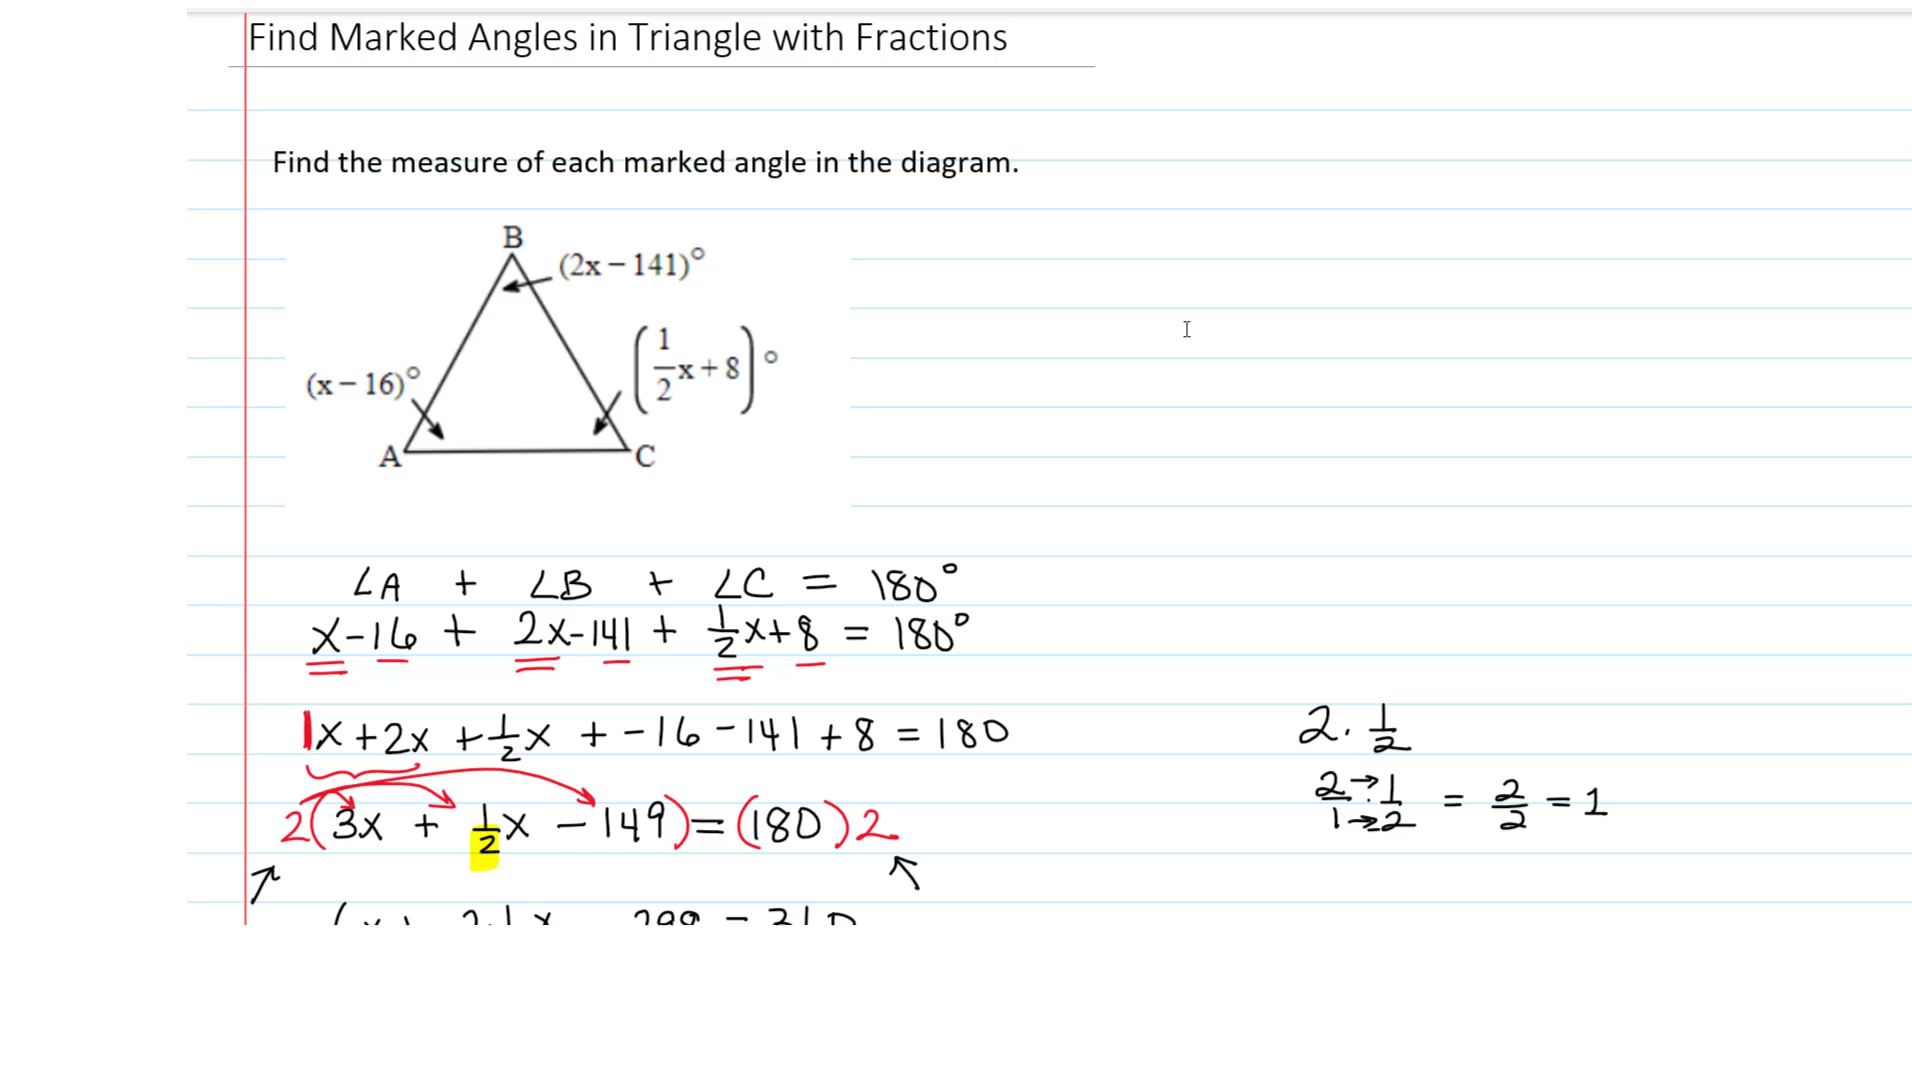 Find Marked Angles in Triangle with Fractions
Find the measure of each marked angle in the diagram.
B
(2x − 141)°
(1/2 x + 8)°
(x − 16)°
A
C
∠A + ∠B + ∠C = 180°
x-16 + 2x-141 + 1/2 x+8 = 180°
1x + 2x + 1/2 x + -16 - 141 + 8 = 180
2(3x + 1/2 x - 149) = (180)2
2 · 1/2
2/1 · 1/2 = 2/2 = 1